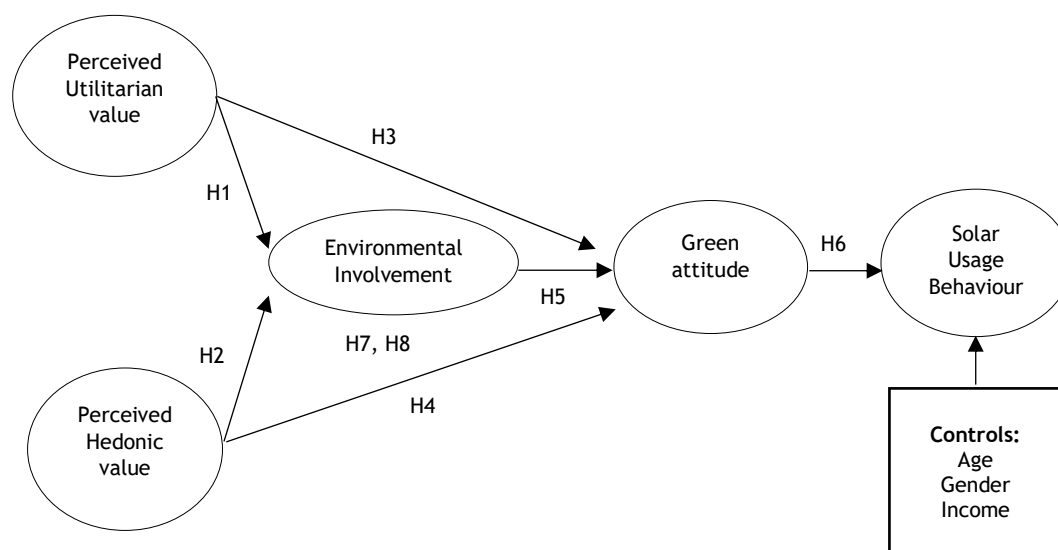 Perceived
Utilitarian
value
H3
H1
Environmental
Involvement
Green
attitude
H6
Solar
Usage
Behaviour
H5
H7, H8
H2
H4
Perceived
Hedonic
value
Controls:
Age
Gender
Income